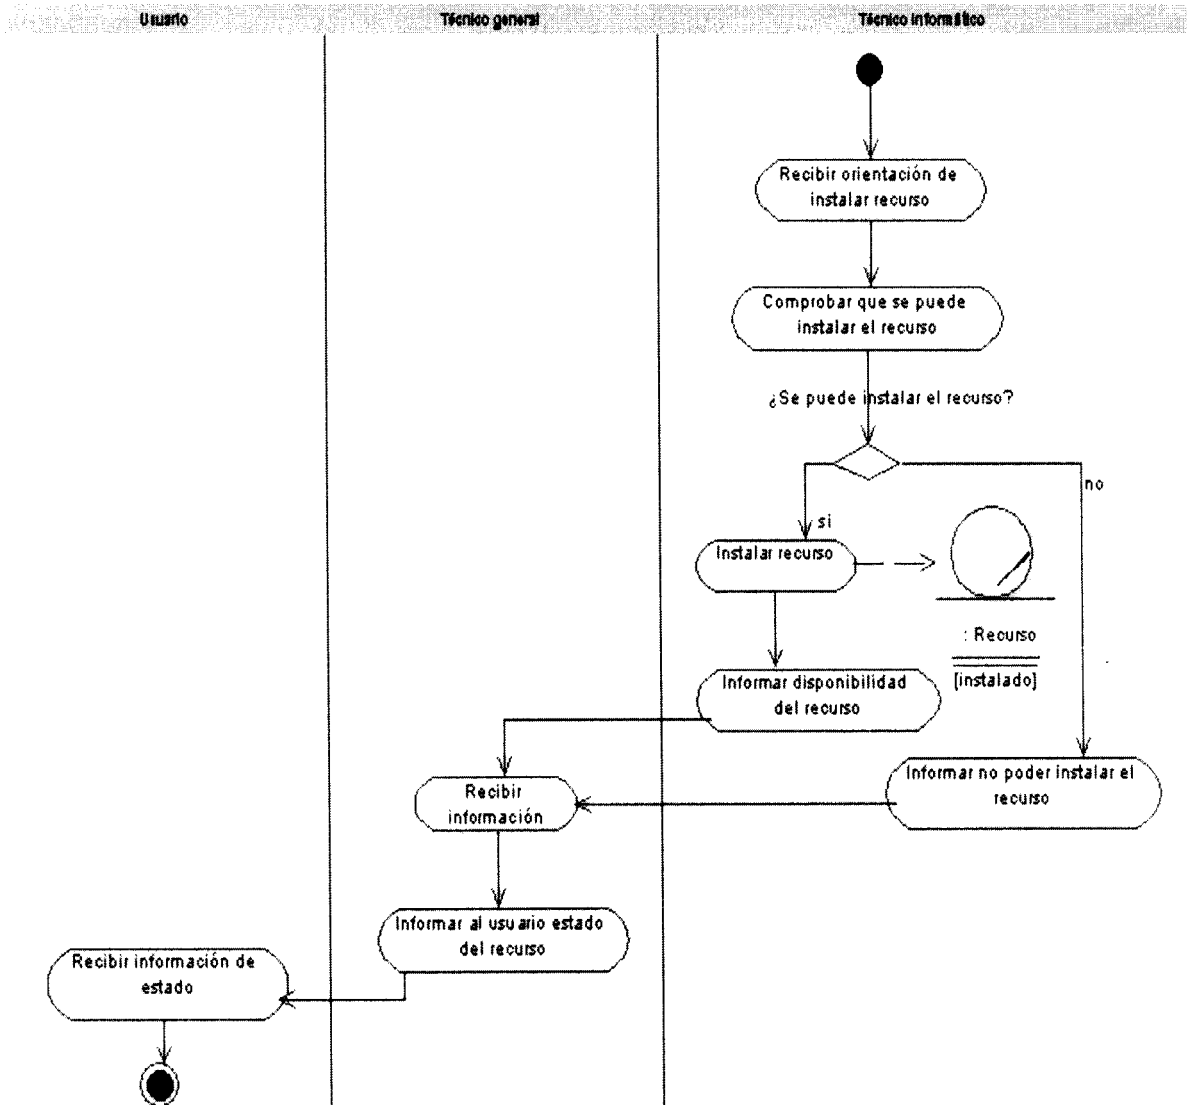 Usuario
Técnico general
Técnico informático
Recibir orientación de
instalar recurso
Comprobar que se puede
instalar el recurso
¿Se puede instalar el recurso?
no
si
Instalar recurso
: Recurso
[instalado]
Informar disponibilidad
del recurso
Informar no poder instalar el
recurso
Recibir
información
Informar al usuario estado
del recurso
Recibir información de
estado